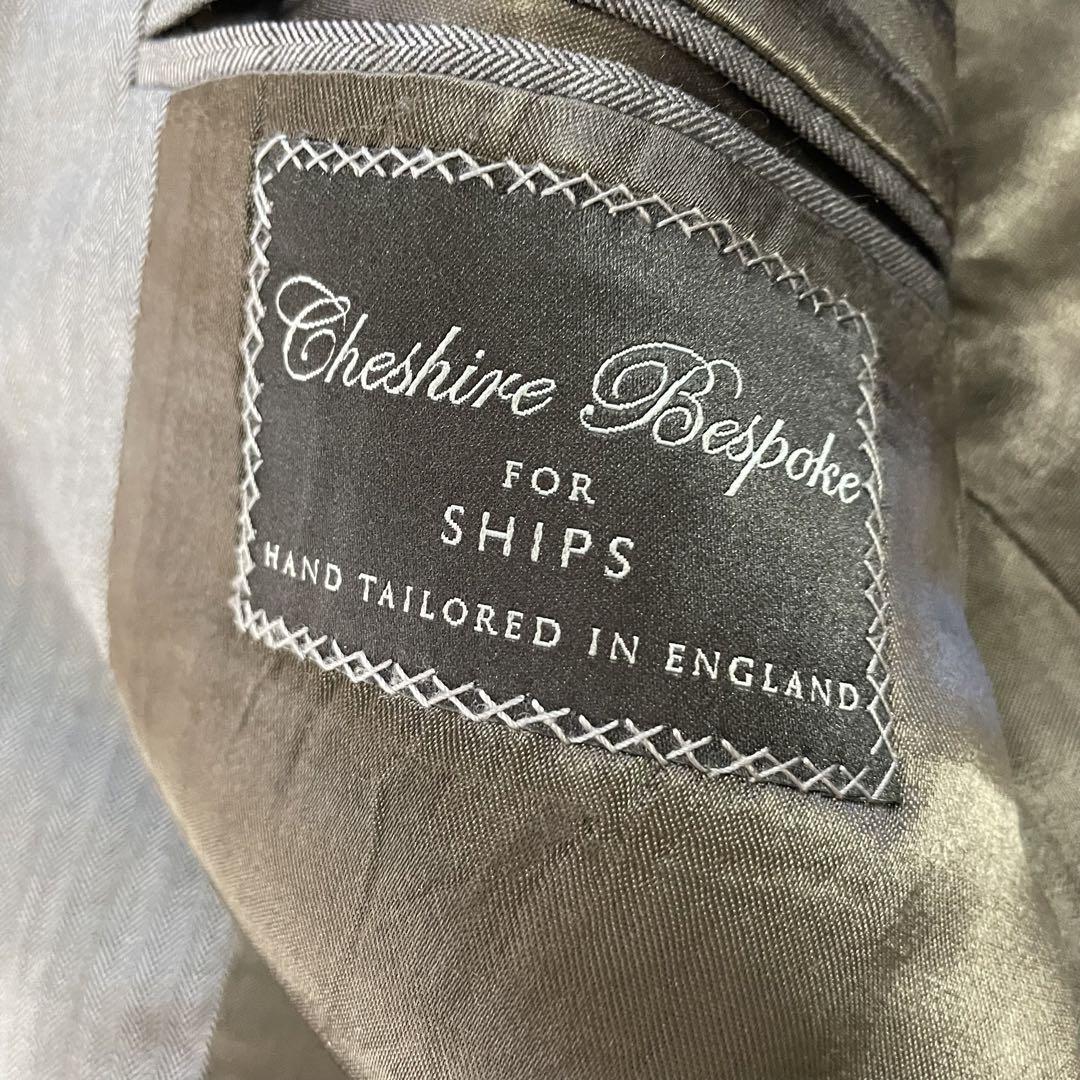 Cheshire Bespoke
FOR
SHIPS
HAND TAILORED IN ENGLAND